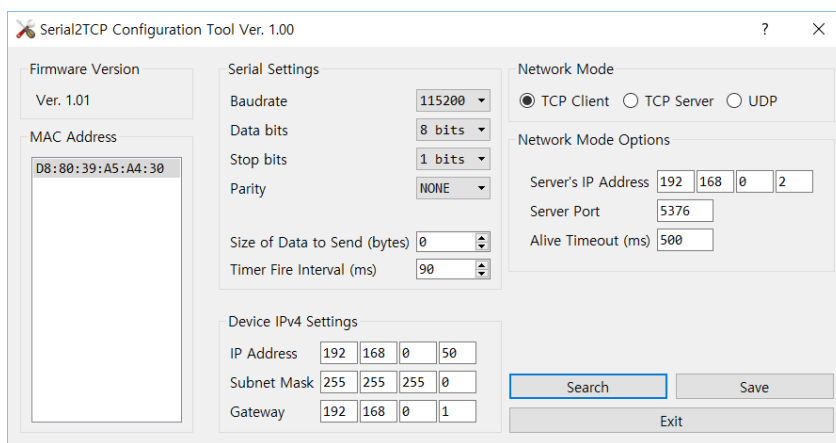 Serial2TCP Configuration Tool Ver. 1.00 ?
Firmware Version
Ver. 1.01
MAC Address
D8:80:39:A5:A4:30
Serial Settings
Baudrate 115200
Data bits 8 bits
Stop bits 1 bits
Parity NONE
Size of Data to Send (bytes) 0
Timer Fire Interval (ms) 90
Device IPv4 Settings
IP Address 192 168 0 50
Subnet Mask 255 255 255 0
Gateway 192 168 0 1
Network Mode
TCP Client TCP Server UDP
Network Mode Options
Server's IP Address 192 168 0 2
Server Port 5376
Alive Timeout (ms) 500
Search Save
Exit